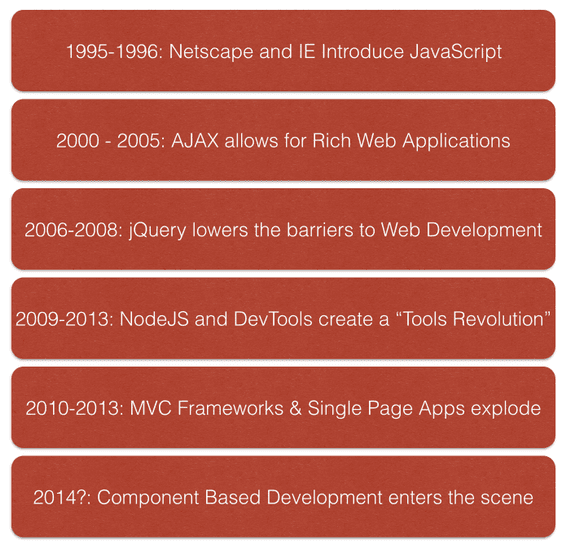 1995-1996: Netscape and IE Introduce JavaScript
2000 - 2005: AJAX allows for Rich Web Applications
2006-2008: jQuery lowers the barriers to Web Development
2009-2013: NodeJS and DevTools create a “Tools Revolution”
2010-2013: MVC Frameworks & Single Page Apps explode
2014?: Component Based Development enters the scene